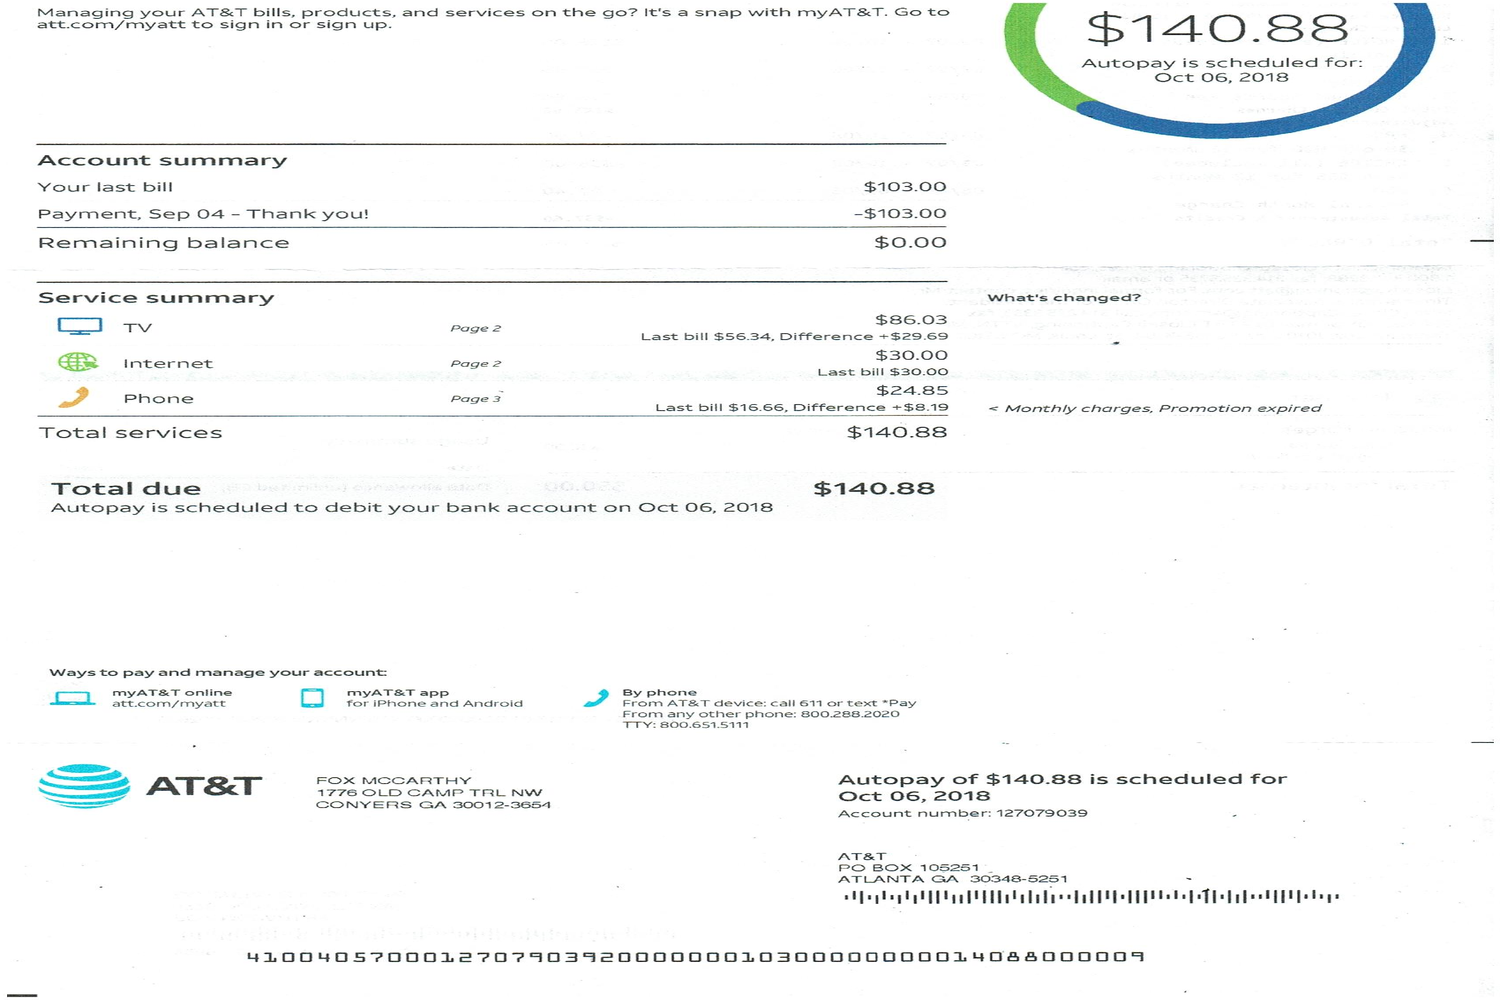 Managing your AT&T bills, products, and services on the go? It's a snap with myAT&T. Go to
att.com/myatt to sign in or sign up.
$140.88
Autopay is scheduled for:
Oct 06, 2018
Account summary
Your last bill $103.00
Payment, Sep 04 - Thank you! -$103.00
Remaining balance $0.00
Service summary
What's changed?
TV Page 2 $86.03
Last bill $56.34, Difference +$29.69
Internet Page 2 $30.00
Last bill $30.00
Phone Page 3 $24.85
Last bill $16.66, Difference +$8.19 < Monthly charges, Promotion expired
Total services $140.88
Total due $140.88
Autopay is scheduled to debit your bank account on Oct 06, 2018
Ways to pay and manage your account:
myAT&T online
att.com/myatt
myAT&T app
for iPhone and Android
By phone
From AT&T device: call 611 or text *Pay
From any other phone: 800.288.2020
TTY: 800.651.5111
AT&T
FOX MCCARTHY
1776 OLD CAMP TRL NW
CONYERS GA 30012-3654
Autopay of $140.88 is scheduled for
Oct 06, 2018
Account number: 127079039
AT&T
PO BOX 105251
ATLANTA GA 30348-5251
410040570001270790392000000010300000000014088000009